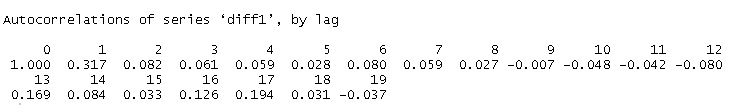 Autocorrelations of series ‘diff1’, by lag
0 1 2 3 4 5 6 7 8 9 10 11 12
1.000 0.317 0.082 0.061 0.059 0.028 0.080 0.059 0.027 -0.007 -0.048 -0.042 -0.080
13 14 15 16 17 18 19
0.169 0.084 0.033 0.126 0.194 0.031 -0.037